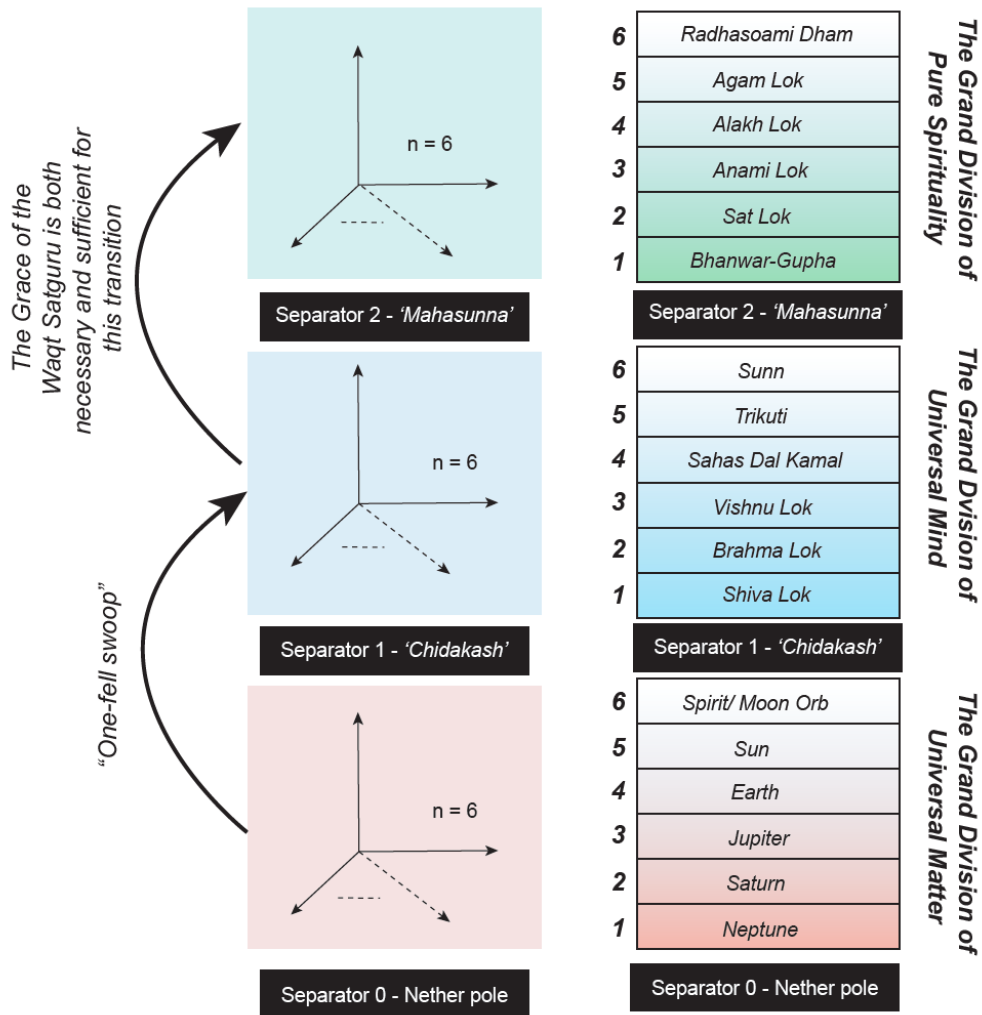 The Grace of the
Waqt Satguru is both
necessary and sufficient for
this transition
“One-fell swoop”
n = 6
Separator 2 - ‘Mahasunna’
n = 6
Separator 1 - ‘Chidakash’
n = 6
Separator 0 - Nether pole
6 Radhasoami Dham
5 Agam Lok
4 Alakh Lok
3 Anami Lok
2 Sat Lok
1 Bhanwar-Gupha
The Grand Division of
Pure Spirituality
Separator 2 - ‘Mahasunna’
6 Sunn
5 Trikuti
4 Sahas Dal Kamal
3 Vishnu Lok
2 Brahma Lok
1 Shiva Lok
The Grand Dvision of
Universal Mind
Separator 1 - ‘Chidakash’
6 Spirit/ Moon Orb
5 Sun
4 Earth
3 Jupiter
2 Saturn
1 Neptune
The Grand Division of
Universal Matter
Separator 0 - Nether pole